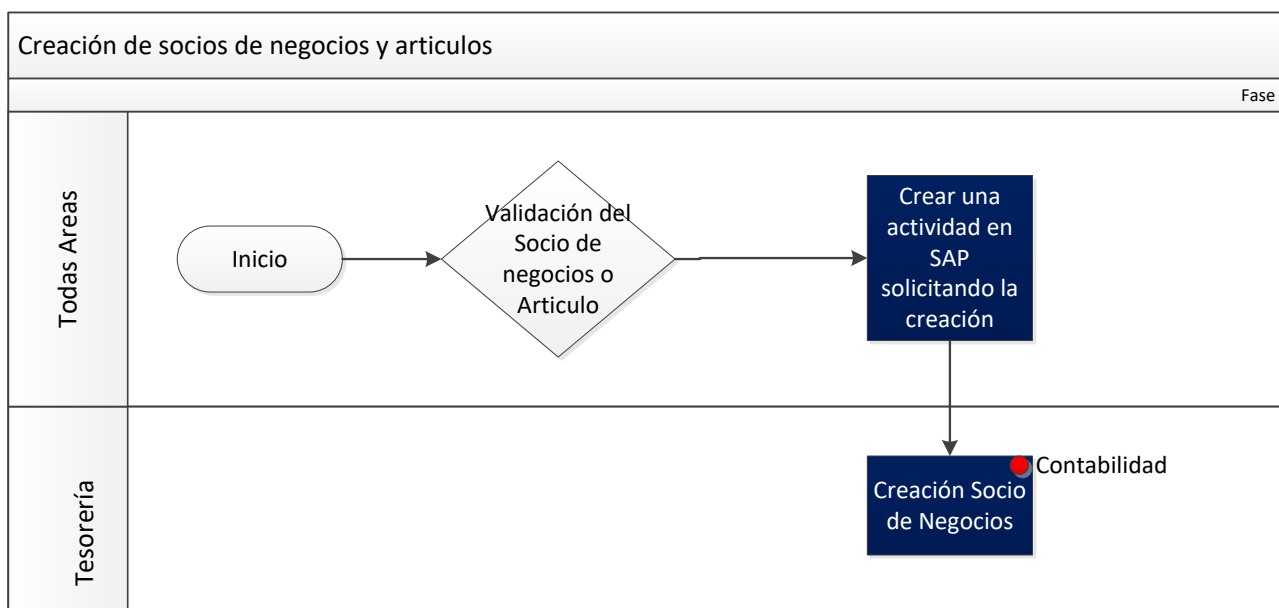 Creación de socios de negocios y articulos
Fase
Todas Areas
Inicio
Validación del
Socio de
negocios o
Articulo
Crear una
actividad en
SAP
solicitando la
creación
Tesorería
Creación Socio
de Negocios
Contabilidad